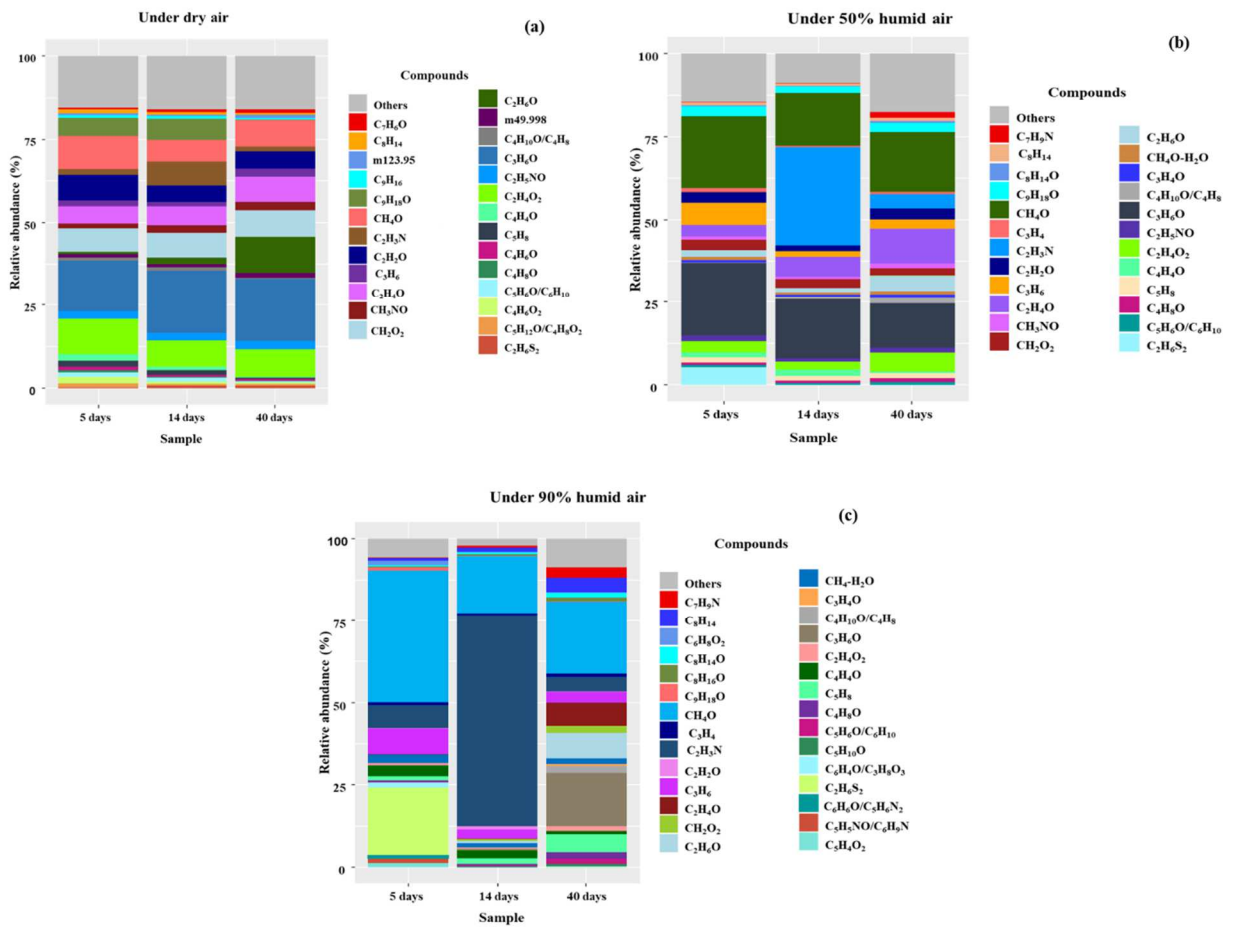 Under dry air
(a)
Relative abundance (%)
100
75
50
25
0
5 days
14 days
40 days
Sample
Compounds
Others
C₇H₆O
C₈H₁₄
m123.95
C₉H₁₆
C₉H₁₈O
CH₄O
C₂H₃N
C₂H₂O
C₃H₆
C₂H₄O
CH₃NO
CH₂O₂
C₂H₆O
m49.998
C₄H₁₀O/C₄H₈
C₃H₆O
C₂H₅NO
C₂H₄O₂
C₄H₄O
C₅H₈
C₄H₆O
C₄H₈O
C₅H₆O/C₆H₁₀
C₄H₆O₂
C₅H₁₂O/C₄H₈O₂
C₂H₆S₂
Under 50% humid air
(b)
Relative abundance (%)
100
75
50
25
0
5 days
14 days
40 days
Sample
Compounds
Others
C₇H₉N
C₈H₁₄
C₈H₁₄O
C₉H₁₈O
CH₄O
C₃H₄
C₂H₃N
C₂H₂O
C₃H₆
C₂H₄O
CH₃NO
CH₂O₂
C₂H₆O
CH₄O-H₂O
C₃H₄O
C₄H₁₀O/C₄H₈
C₃H₆O
C₂H₅NO
C₂H₄O₂
C₄H₄O
C₅H₈
C₄H₈O
C₅H₆O/C₆H₁₀
C₂H₆S₂
Under 90% humid air
(c)
Relative abundance (%)
100
75
50
25
0
5 days
14 days
40 days
Sample
Compounds
Others
C₇H₉N
C₈H₁₄
C₆H₈O₂
C₈H₁₄O
C₈H₁₆O
C₉H₁₈O
CH₄O
C₃H₄
C₂H₃N
C₂H₂O
C₃H₆
C₂H₄O
CH₂O₂
C₂H₆O
CH₄-H₂O
C₃H₄O
C₄H₁₀O/C₄H₈
C₃H₆O
C₂H₄O₂
C₄H₄O
C₅H₈
C₄H₈O
C₅H₆O/C₆H₁₀
C₅H₁₀O
C₆H₄O/C₃H₈O₃
C₂H₆S₂
C₆H₆O/C₅H₆N₂
C₅H₅NO/C₆H₉N
C₅H₄O₂